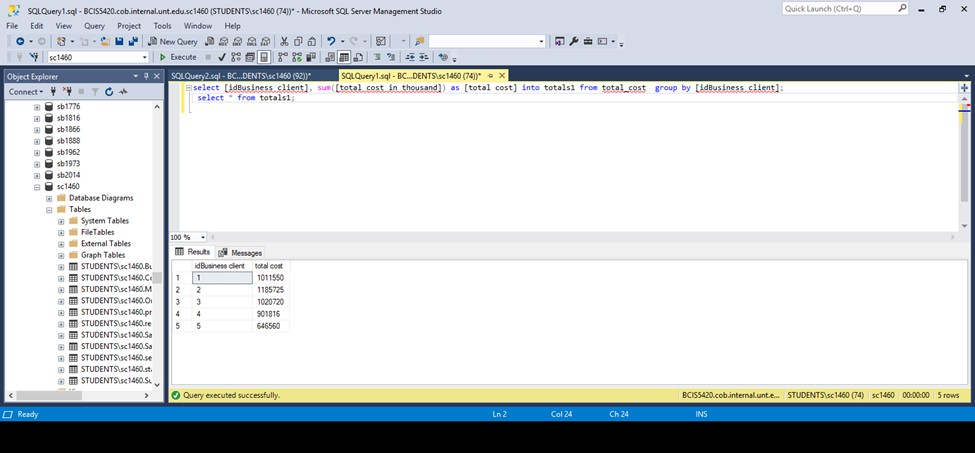 SQLQuery1.sql - BCIS5420.cob.internal.unt.edu.sc1460 (STUDENTS\sc1460 (74))* - Microsoft SQL Server Management Studio
Quick Launch (Ctrl+Q)
File Edit View Query Project Tools Window Help
New Query
sc1460
Execute
Object Explorer
SQLQuery2.sql - BC...DENTS\sc1460 (92))*
SQLQuery1.sql - BC...DENTS\sc1460 (74))*
Connect
select [idBusiness client], sum([total cost in thousand]) as [total cost] into totals1 from total_cost group by [idBusiness client];
select * from totals1;
sb1776
sb1816
sb1866
sb1888
sb1962
sb1973
sb2014
sc1460
Database Diagrams
Tables
System Tables
FileTables
External Tables
Graph Tables
STUDENTS\sc1460.Bu
STUDENTS\sc1460.Cc
STUDENTS\sc1460.M
STUDENTS\sc1460.Or
STUDENTS\sc1460.pr
STUDENTS\sc1460.re
STUDENTS\sc1460.Sa
STUDENTS\sc1460.Sa
STUDENTS\sc1460.se
STUDENTS\sc1460.st
STUDENTS\sc1460.Su
100 %
Results Messages
idBusiness client total cost
1 1 1011550
2 2 1185725
3 3 1020720
4 4 901816
5 5 646560
Query executed successfully.
BCIS5420.cob.internal.unt.e... STUDENTS\sc1460 (74) sc1460 00:00:00 5 rows
Ready
Ln 2 Col 24 Ch 24 INS